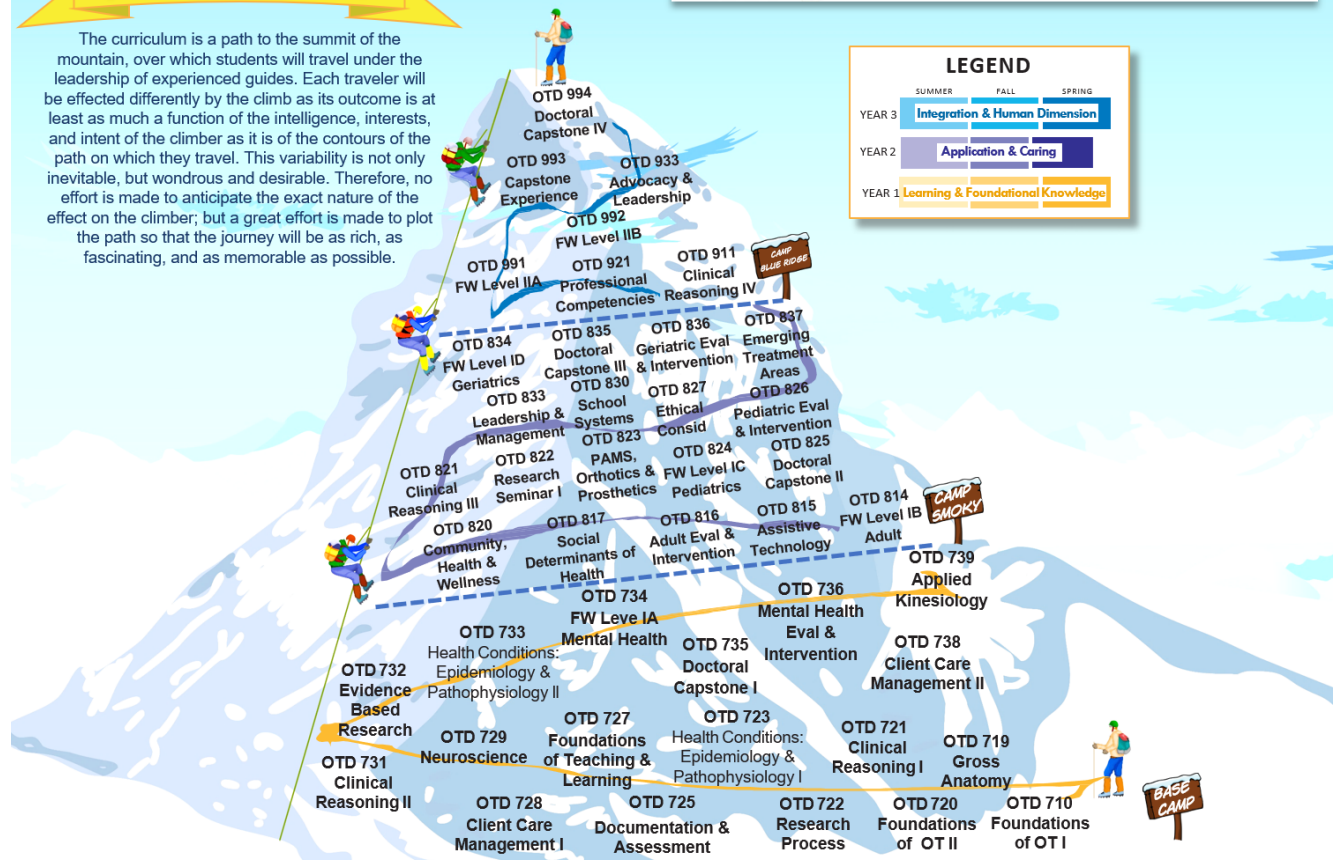 The curriculum is a path to the summit of the
mountain, over which students will travel under the
leadership of experienced guides. Each traveler will
be effected differently by the climb as its outcome is at
least as much a function of the intelligence, interests,
and intent of the climber as it is of the contours of the
path on which they travel. This variability is not only
inevitable, but wondrous and desirable. Therefore, no
effort is made to anticipate the exact nature of the
effect on the climber; but a great effort is made to plot
the path so that the journey will be as rich, as
fascinating, and as memorable as possible.
LEGEND
SUMMER FALL SPRING
YEAR 3 Integration & Human Dimension
YEAR 2 Application & Caring
YEAR 1 Learning & Foundational Knowledge
OTD 994
Doctoral
Capstone IV
OTD 993
Capstone
Experience
OTD 933
Advocacy &
Leadership
OTD 992
FW Level IIB
OTD 991
FW Level IIA
OTD 921
Professional
Competencies
OTD 911
Clinical
Reasoning IV
CAMP
BLUE RIDGE
OTD 834
FW Level ID
Geriatrics
OTD 835
Doctoral
Capstone III
OTD 836
Geriatric Eval
& Intervention
OTD 837
Emerging
Treatment
Areas
OTD 833
Leadership &
Management
OTD 830
School
Systems
OTD 827
Ethical
Consid
OTD 826
Pediatric Eval
& Intervention
OTD 821
Clinical
Reasoning III
OTD 822
Research
Seminar I
OTD 823
PAMS,
Orthotics &
Prosthetics
OTD 824
FW Level IC
Pediatrics
OTD 825
Doctoral
Capstone II
OTD 820
Community,
Health &
Wellness
OTD 817
Social
Determinants of
Health
OTD 816
Adult Eval &
Intervention
OTD 815
Assistive
Technology
OTD 814
FW Level IB
Adult
CAMP
SMOKY
OTD 732
Evidence
Based
Research
OTD 733
Health Conditions:
Epidemiology &
Pathophysiology II
OTD 734
FW Leve IA
Mental Health
OTD 735
Doctoral
Capstone I
OTD 736
Mental Health
Eval &
Intervention
OTD 738
Client Care
Management II
OTD 739
Applied
Kinesiology
OTD 731
Clinical
Reasoning II
OTD 729
Neuroscience
OTD 728
Client Care
Management I
OTD 727
Foundations
of Teaching &
Learning
OTD 725
Documentation &
Assessment
OTD 723
Health Conditions:
Epidemiology &
Pathophysiology I
OTD 722
Research
Process
OTD 721
Clinical
Reasoning I
OTD 720
Foundations
of OT II
OTD 719
Gross
Anatomy
OTD 710
Foundations
of OT I
BASE
CAMP